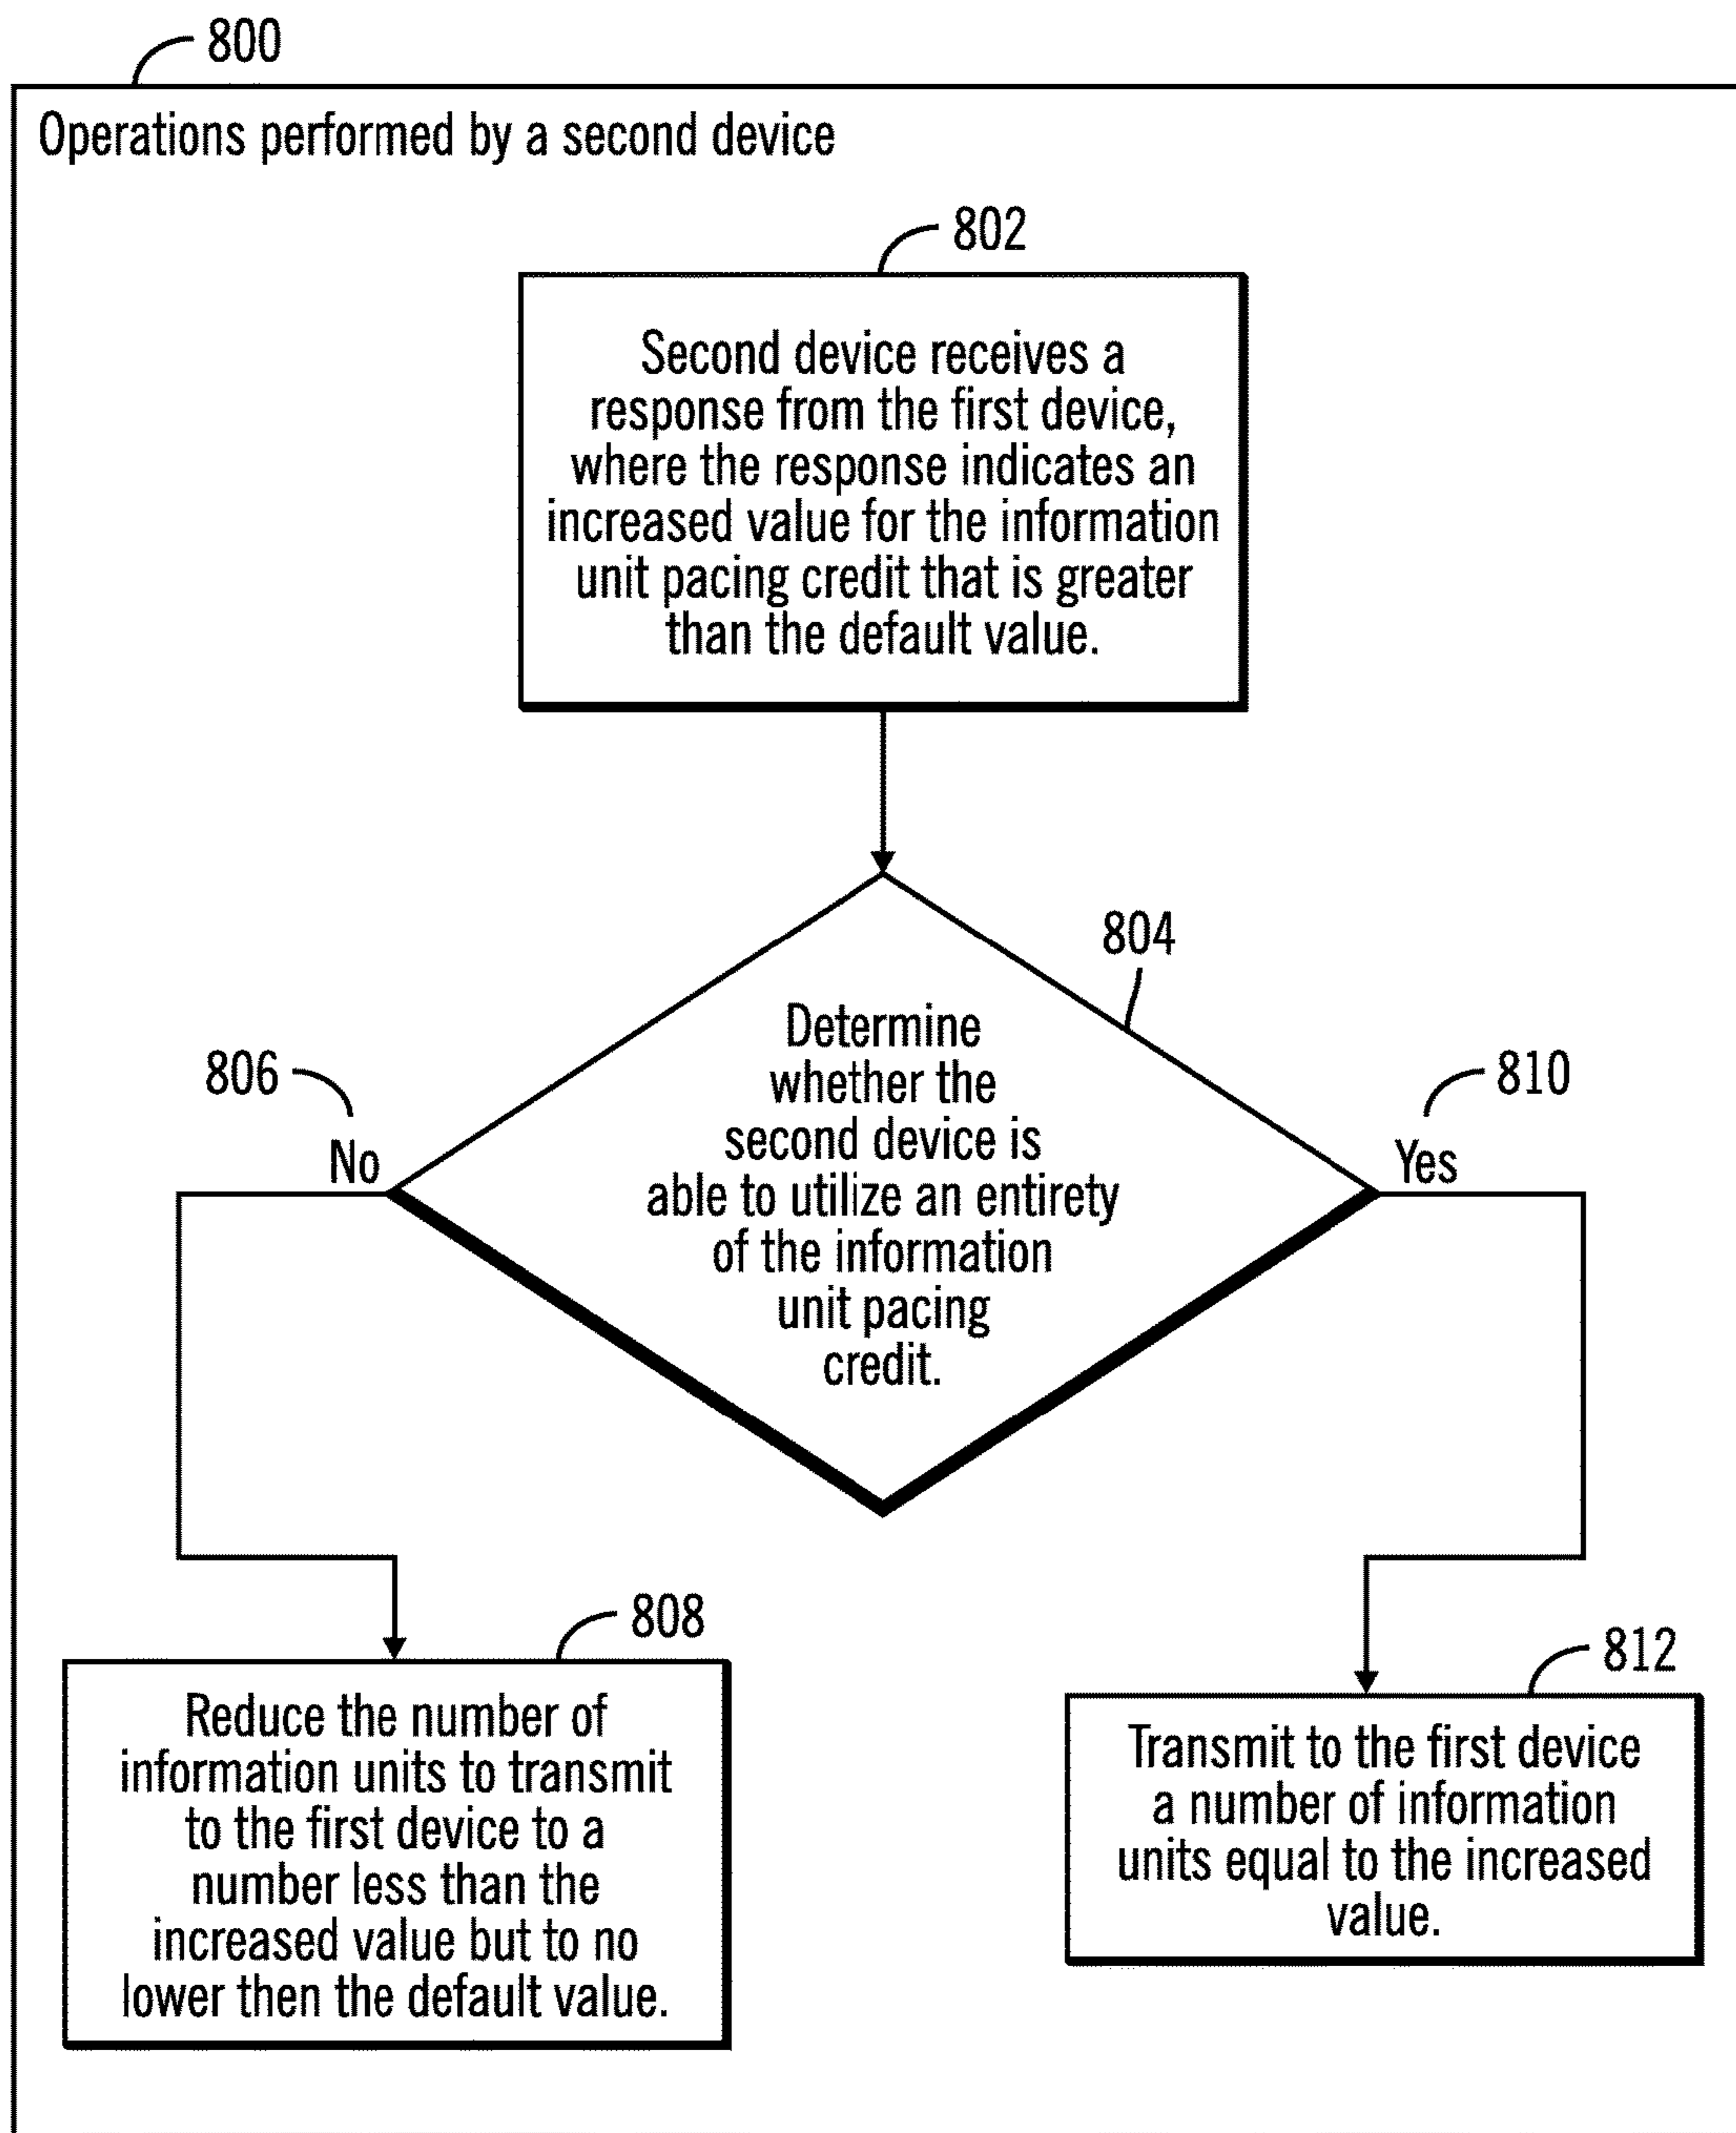 800
Operations performed by a second device
802
Second device receives a
response from the first device,
where the response indicates an
increased value for the information
unit pacing credit that is greater
than the default value.
804
Determine
whether the
second device is
able to utilize an entirety
of the information
unit pacing
credit.
806
No
810
Yes
808
Reduce the number of
information units to transmit
to the first device to a
number less than the
increased value but to no
lower then the default value.
812
Transmit to the first device
a number of information
units equal to the increased
value.